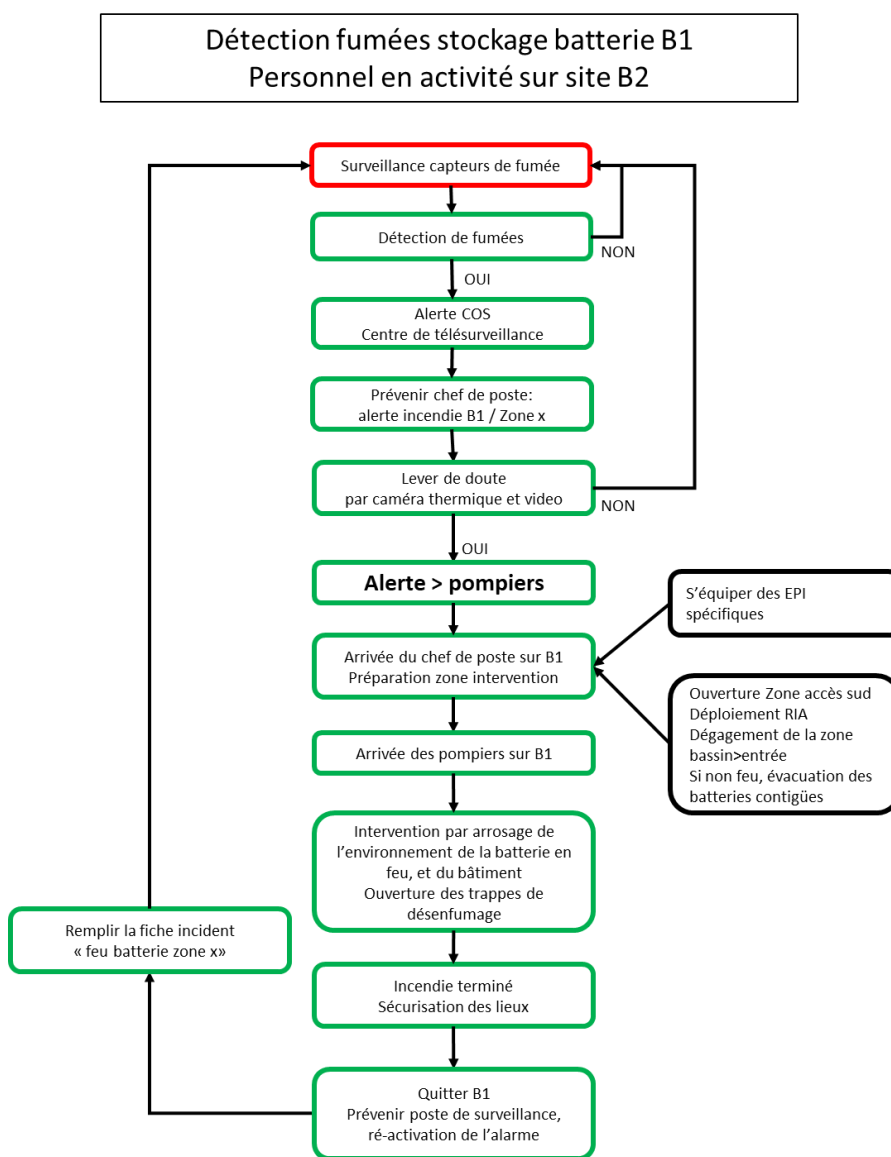 Détection fumées stockage batterie B1
Personnel en activité sur site B2
Surveillance capteurs de fumée
Détection de fumées
NON
OUI
Alerte COS
Centre de télésurveillance
Prévenir chef de poste:
alerte incendie B1 / Zone x
Lever de doute
par caméra thermique et video
NON
OUI
Alerte > pompiers
S’équiper des EPI
spécifiques
Arrivée du chef de poste sur B1
Préparation zone intervention
Ouverture Zone accès sud
Déploiement RIA
Dégagement de la zone
bassin>entrée
Si non feu, évacuation des
batteries contigües
Arrivée des pompiers sur B1
Intervention par arrosage de
l’environnement de la batterie en
feu, et du bâtiment
Ouverture des trappes de
désenfumage
Remplir la fiche incident
« feu batterie zone x»
Incendie terminé
Sécurisation des lieux
Quitter B1
Prévenir poste de surveillance,
ré-activation de l’alarme